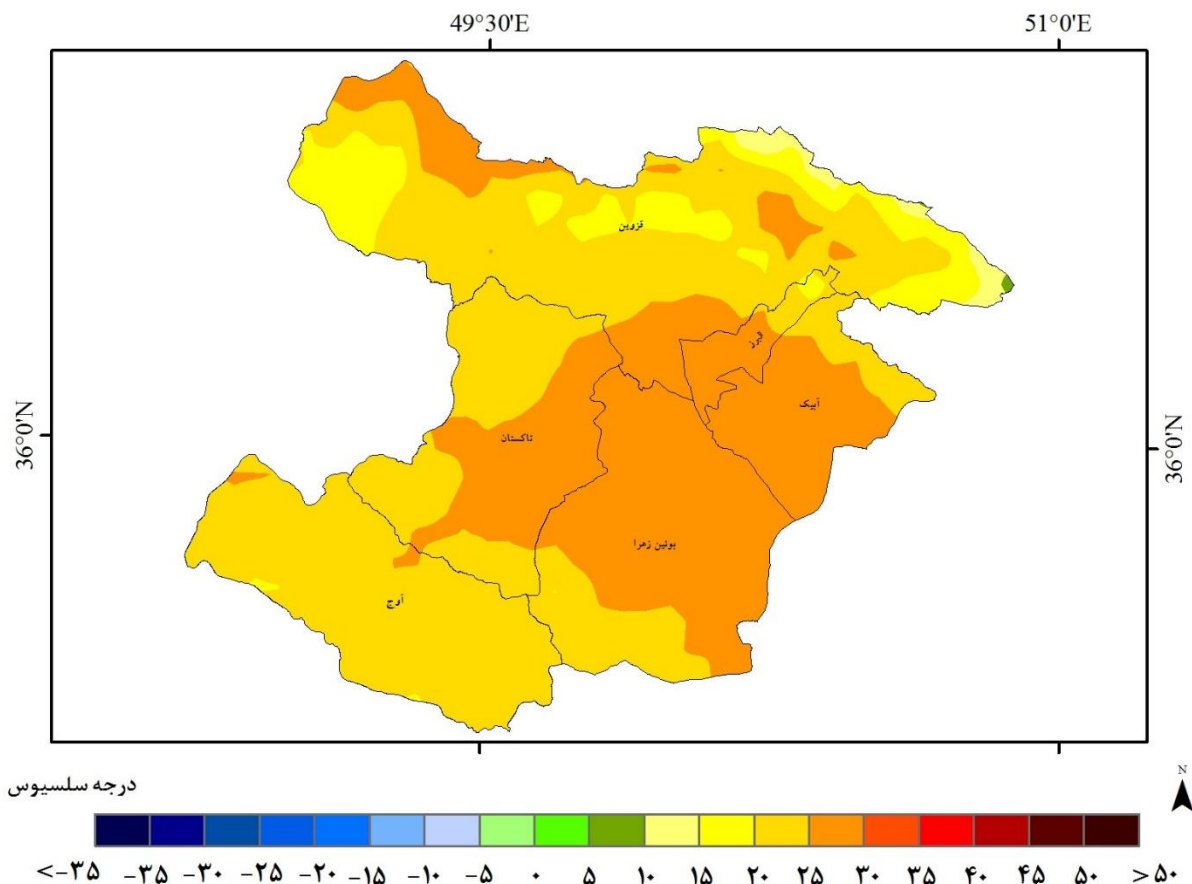 49°30'E 51°0'E
قزوین
البرز
آبیک
36°0'N 36°0'N
تاکستان
بوئین زهرا
آوج
درجه سلسیوس
N
<-۳۵ -۳۵ -۳۰ -۲۵ -۲۰ -۱۵ -۱۰ -۵ ۰ ۵ ۱۰ ۱۵ ۲۰ ۲۵ ۳۰ ۳۵ ۴۰ ۴۵ ۵۰ >۵۰